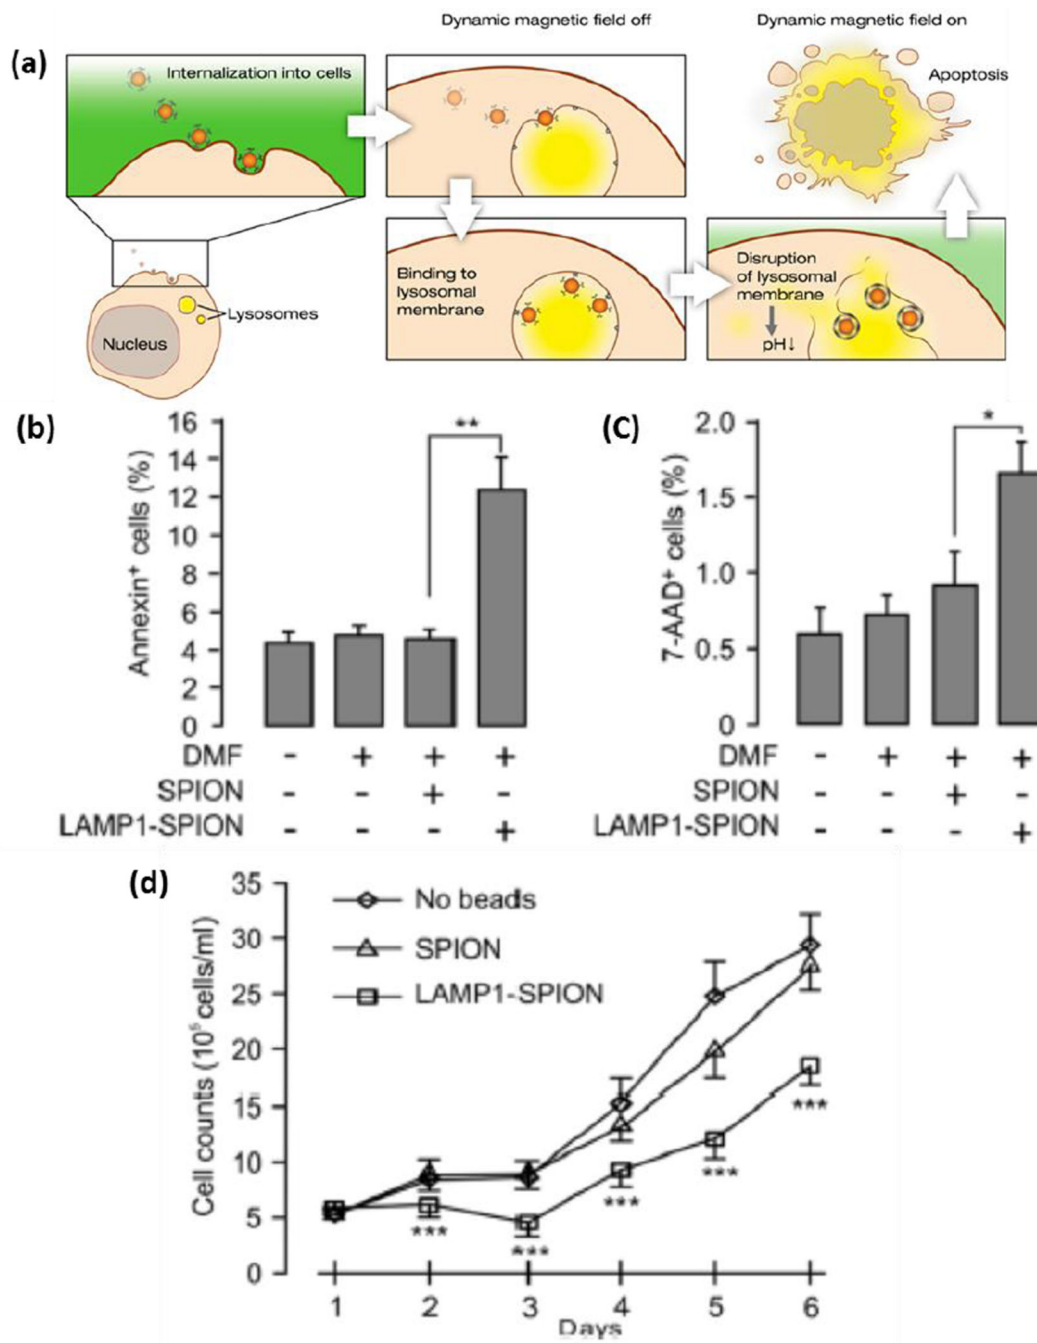 Dynamic magnetic field off
Dynamic magnetic field on
(a)
Internalization into cells
Apoptosis
Binding to
lysosomal
membrane
Disruption
of lysosomal
membrane
pH↓
Lysosomes
Nucleus
(b)
Annexin⁺ cells (%)
16
14
12
10
8
6
4
2
0
**
DMF - + + +
SPION - - + -
LAMP1-SPION - - - +
(C)
7-AAD⁺ cells (%)
2.0
1.5
1.0
0.5
0
*
DMF - + + +
SPION - - + -
LAMP1-SPION - - - +
(d)
Cell counts (10⁵ cells/ml)
35
30
25
20
15
10
5
0
No beads
SPION
LAMP1-SPION
***
***
***
***
***
1 2 3 4 5 6
Days